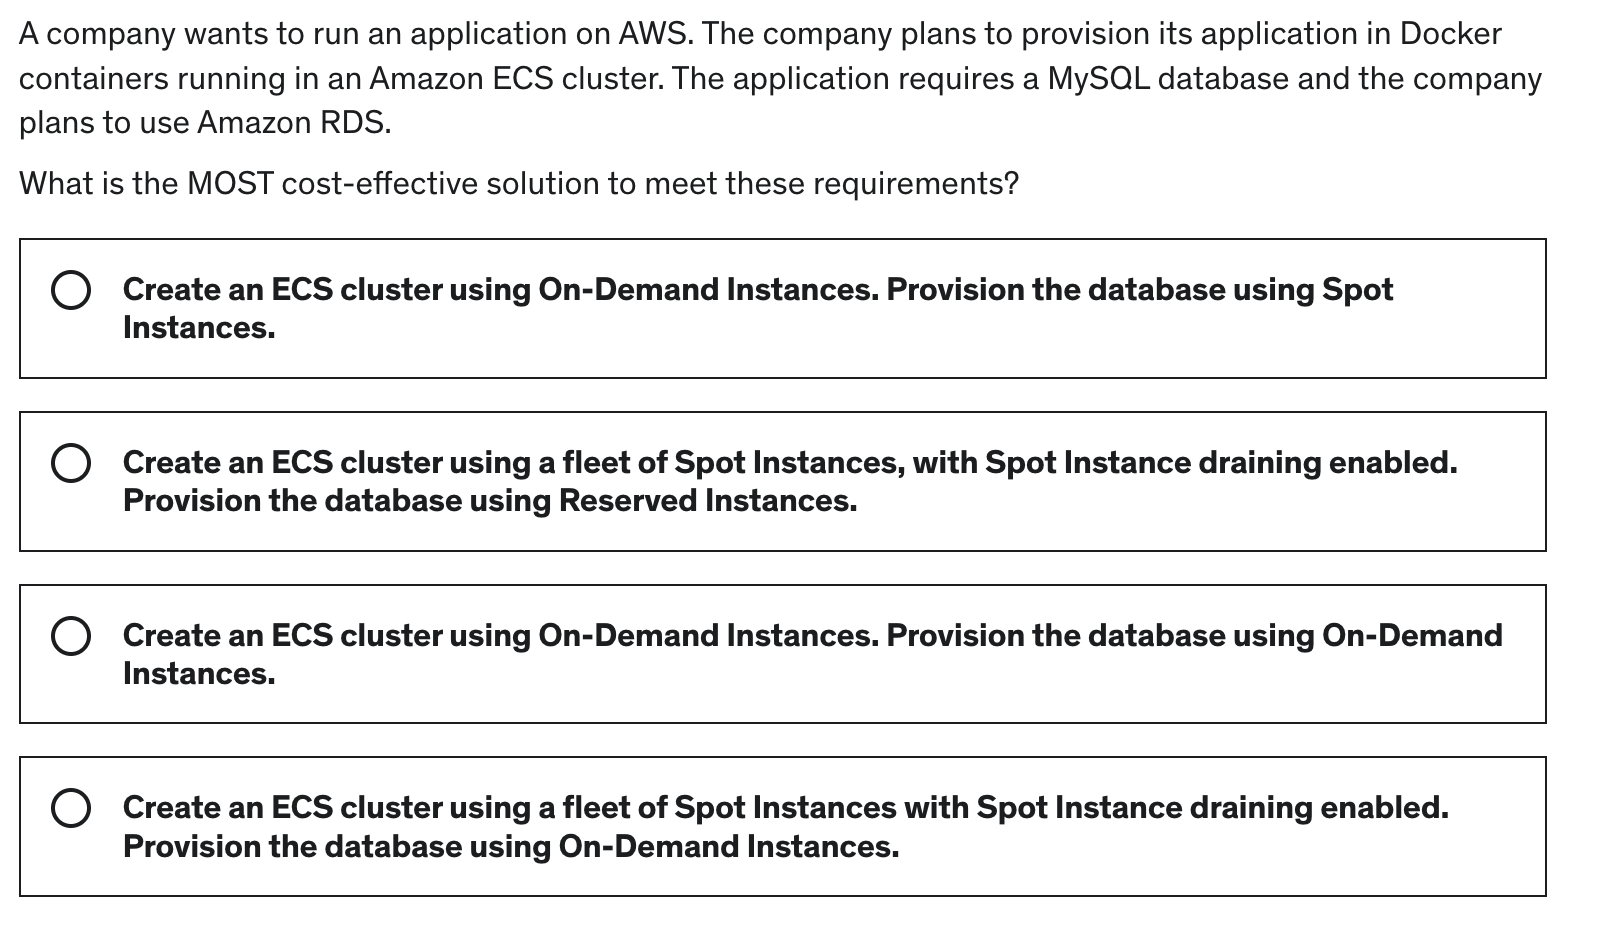 A company wants to run an application on AWS. The company plans to provision its application in Docker
containers running in an Amazon ECS cluster. The application requires a MySQL database and the company
plans to use Amazon RDS.
What is the MOST cost-effective solution to meet these requirements?
Create an ECS cluster using On-Demand Instances. Provision the database using Spot
Instances.
Create an ECS cluster using a fleet of Spot Instances, with Spot Instance draining enabled.
Provision the database using Reserved Instances.
Create an ECS cluster using On-Demand Instances. Provision the database using On-Demand
Instances.
Create an ECS cluster using a fleet of Spot Instances with Spot Instance draining enabled.
Provision the database using On-Demand Instances.